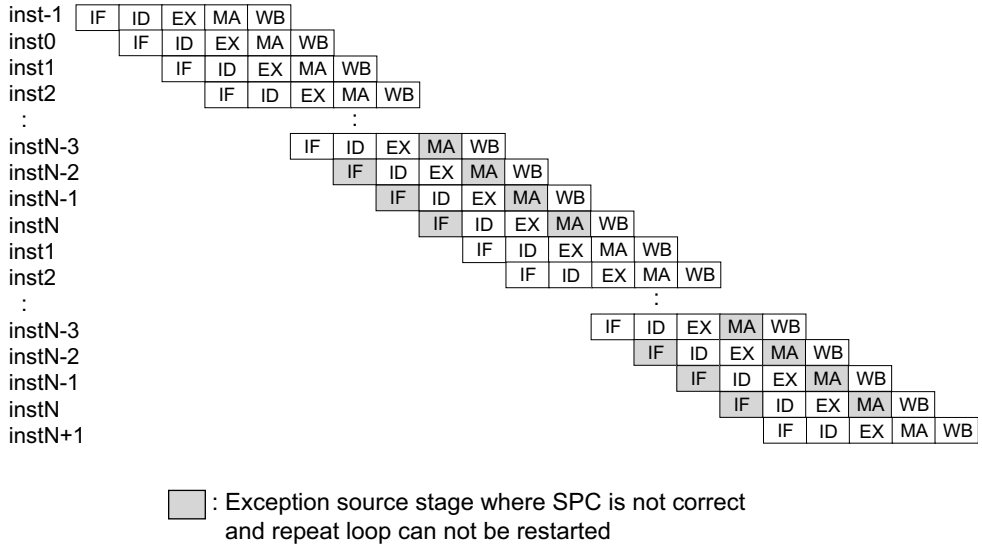 inst-1 IF ID EX MA WB
inst0 IF ID EX MA WB
inst1 IF ID EX MA WB
inst2 IF ID EX MA WB
: :
instN-3 IF ID EX MA WB
instN-2 IF ID EX MA WB
instN-1 IF ID EX MA WB
instN IF ID EX MA WB
inst1 IF ID EX MA WB
inst2 IF ID EX MA WB
: :
instN-3 IF ID EX MA WB
instN-2 IF ID EX MA WB
instN-1 IF ID EX MA WB
instN IF ID EX MA WB
instN+1 IF ID EX MA WB
: Exception source stage where SPC is not correct
and repeat loop can not be restarted